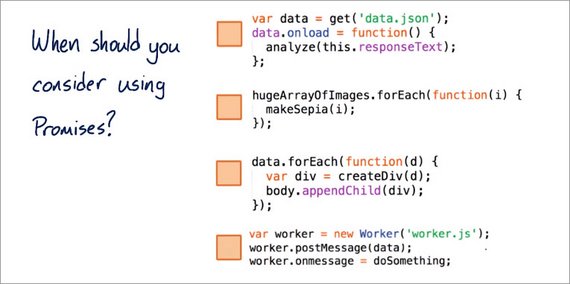 When should you
consider using
Promises?
var data = get('data.json');
data.onload = function() {
analyze(this.responseText);
};
hugeArrayOfImages.forEach(function(i) {
makeSepia(i);
});
data.forEach(function(d) {
var div = createDiv(d);
body.appendChild(div);
});
var worker = new Worker('worker.js');
worker.postMessage(data);
worker.onmessage = doSomething;